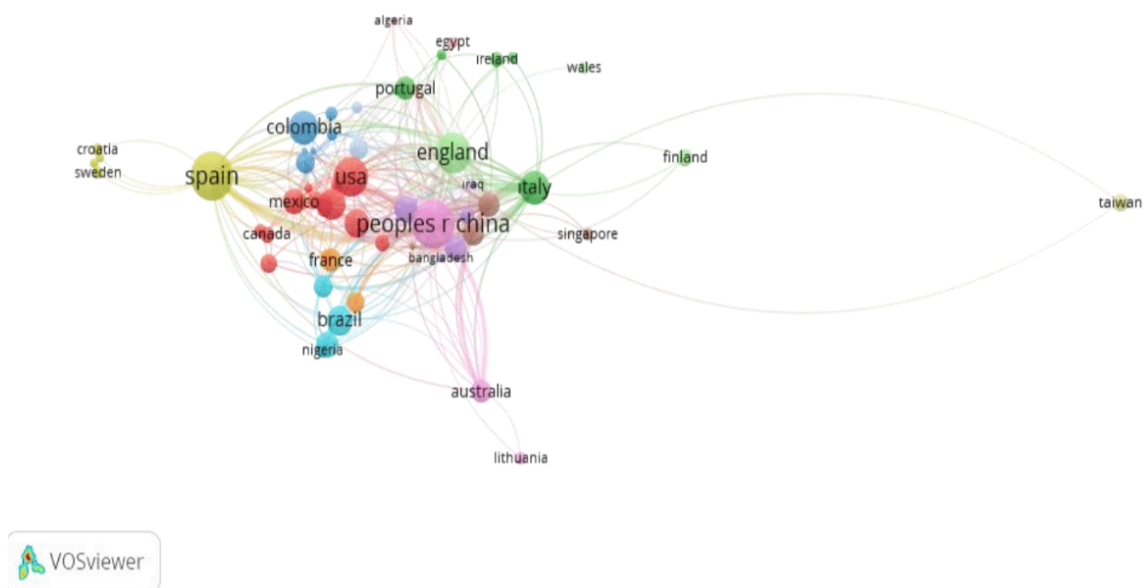 algeria
egypt
ireland
wales
portugal
colombia
england
croatia
sweden
spain
usa
iraq
italy
finland
mexico
taiwan
peoples r china
canada
singapore
france
bangladesh
brazil
nigeria
australia
lithuania
VOSviewer